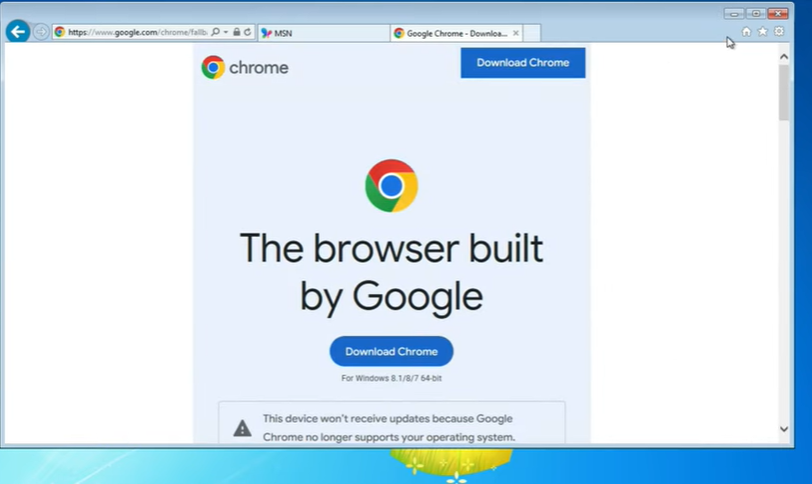 https://www.google.com/chrome/fallb
MSN
Google Chrome - Downloa...
chrome
Download Chrome
The browser built
by Google
Download Chrome
For Windows 8.1/8/7 64-bit
This device won't receive updates because Google
Chrome no longer supports your operating system.